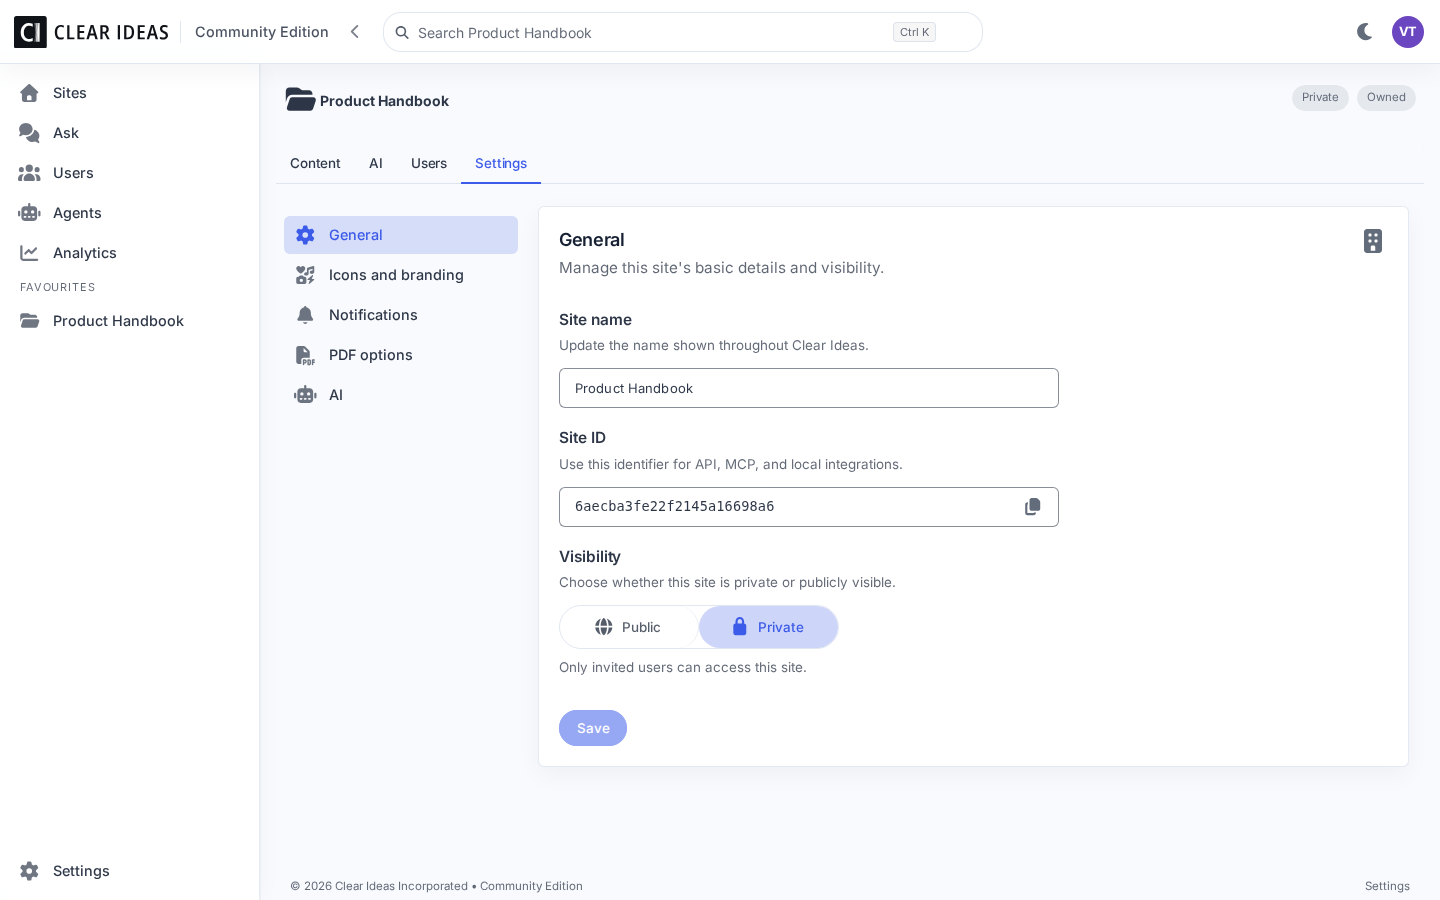 CI CLEAR IDEAS
Community Edition
Search Product Handbook
Ctrl K
VT
Sites
Ask
Users
Agents
Analytics
FAVOURITES
Product Handbook
Settings
Product Handbook
Private
Owned
Content
AI
Users
Settings
General
Icons and branding
Notifications
PDF options
AI
General
Manage this site's basic details and visibility.
Site name
Update the name shown throughout Clear Ideas.
Product Handbook
Site ID
Use this identifier for API, MCP, and local integrations.
6aecba3fe22f2145a16698a6
Visibility
Choose whether this site is private or publicly visible.
Public
Private
Only invited users can access this site.
Save
© 2026 Clear Ideas Incorporated • Community Edition
Settings